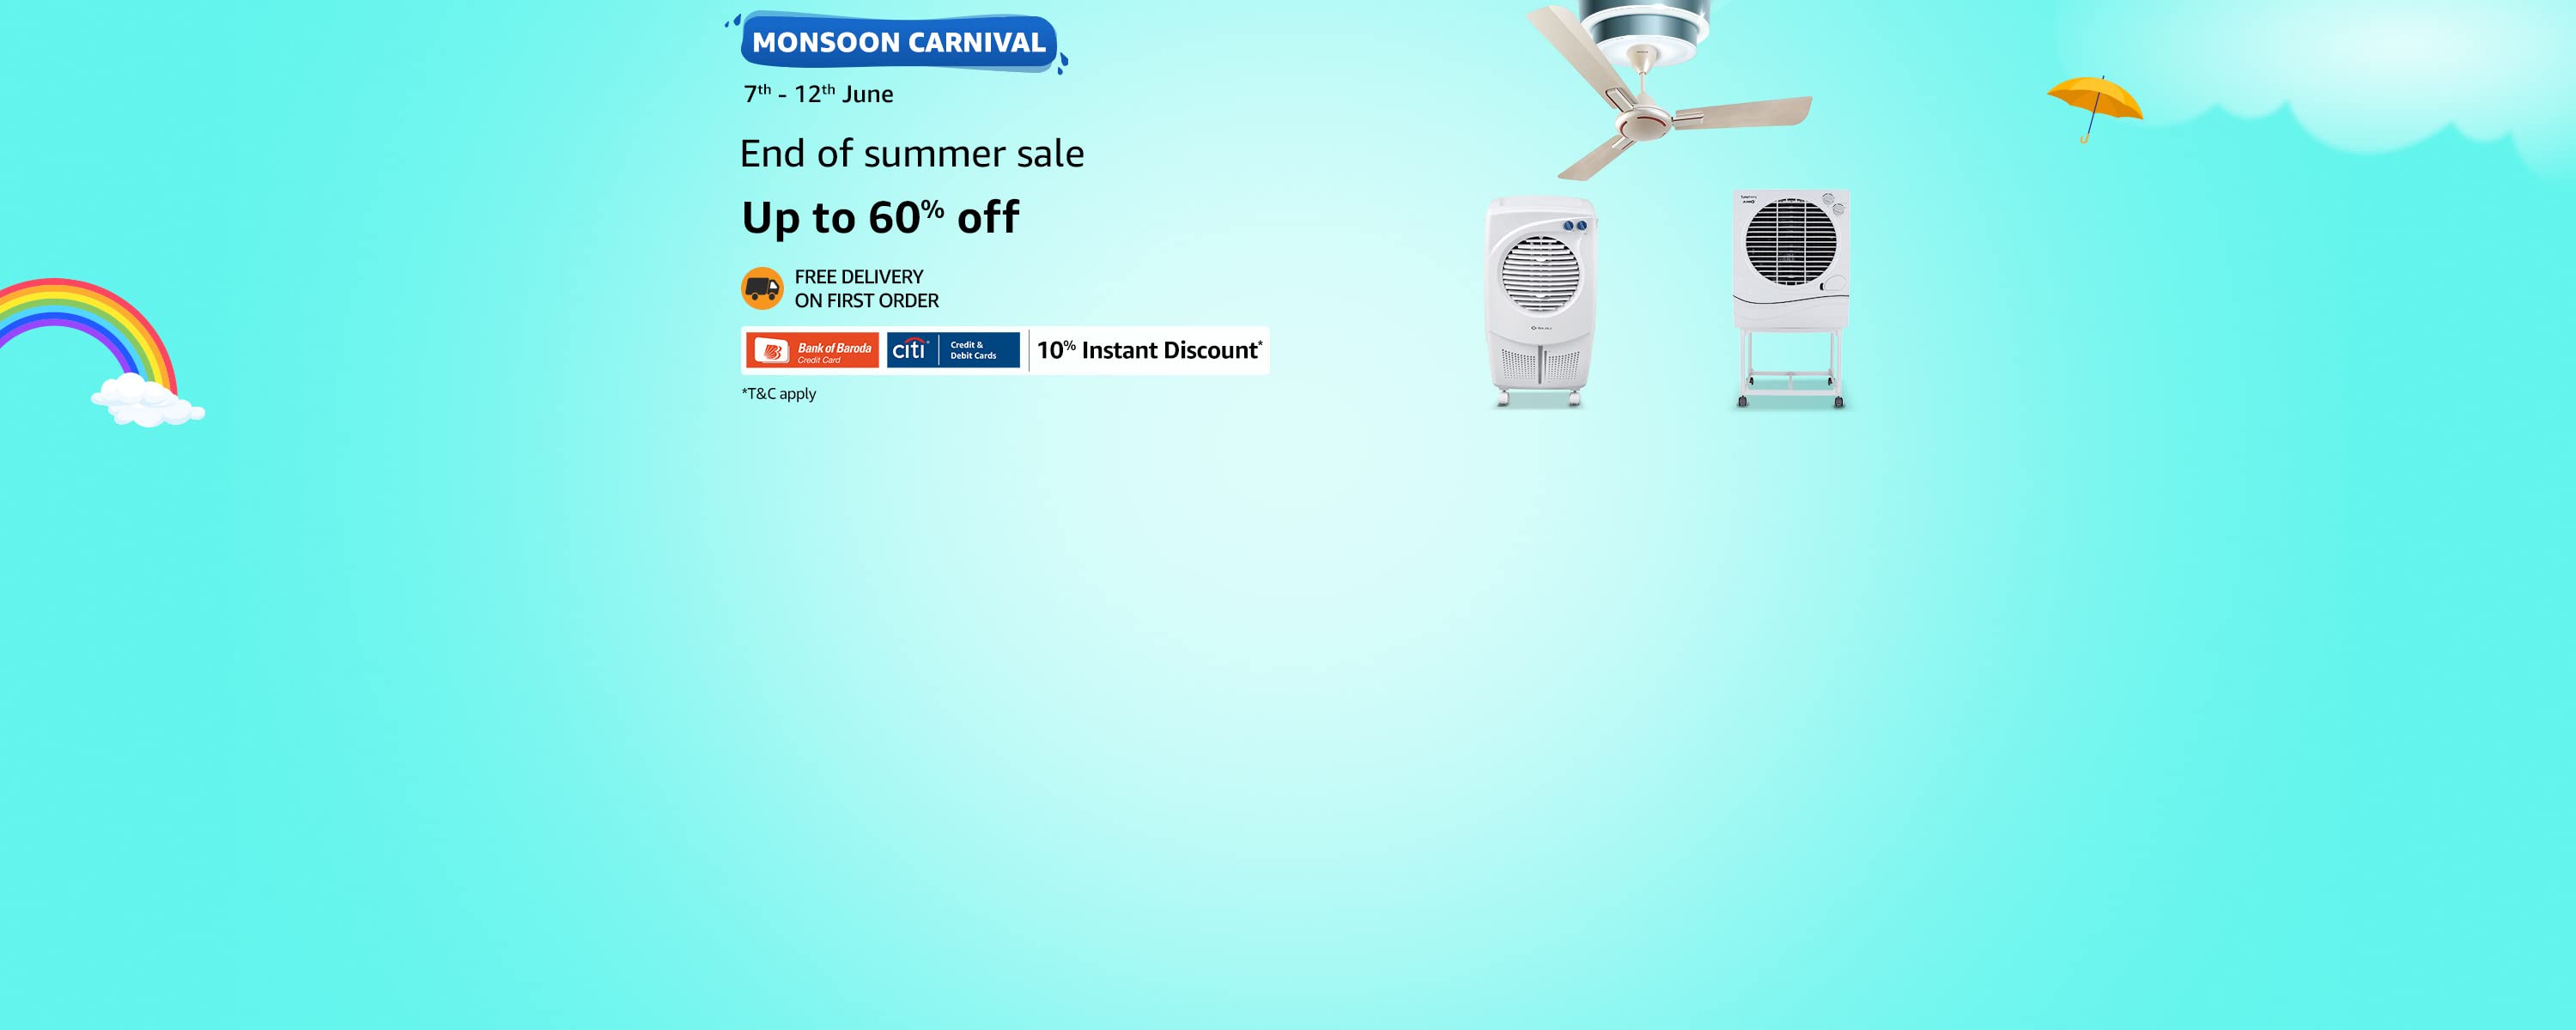 MONSOON CARNIVAL
7th - 12th June
End of summer sale
Up to 60% off
FREE DELIVERY
ON FIRST ORDER
Bank of Baroda
Credit Card
citi
Credit &
Debit Cards
10% Instant Discount*
*T&C apply
BAJAJ